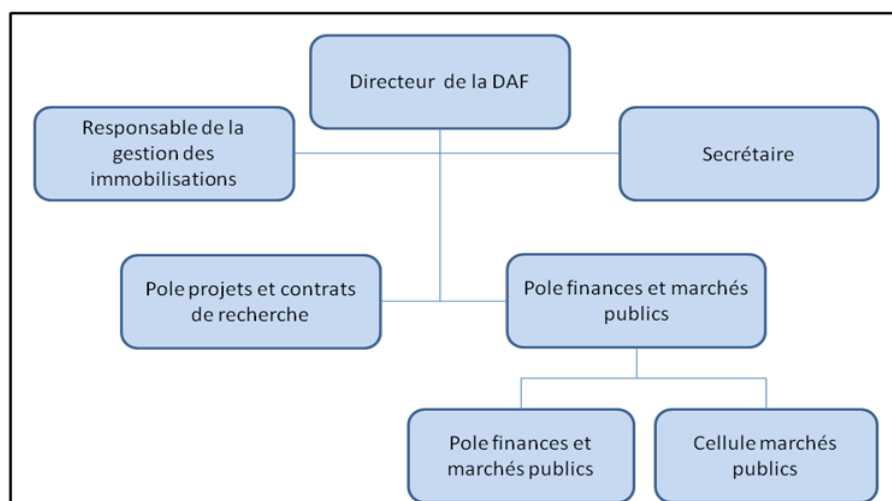 Directeur de la DAF
Responsable de la
gestion des
immobilisations
Secrétaire
Pole projets et contrats
de recherche
Pole finances et marchés
publics
Pole finances et
marchés publics
Cellule marchés
publics